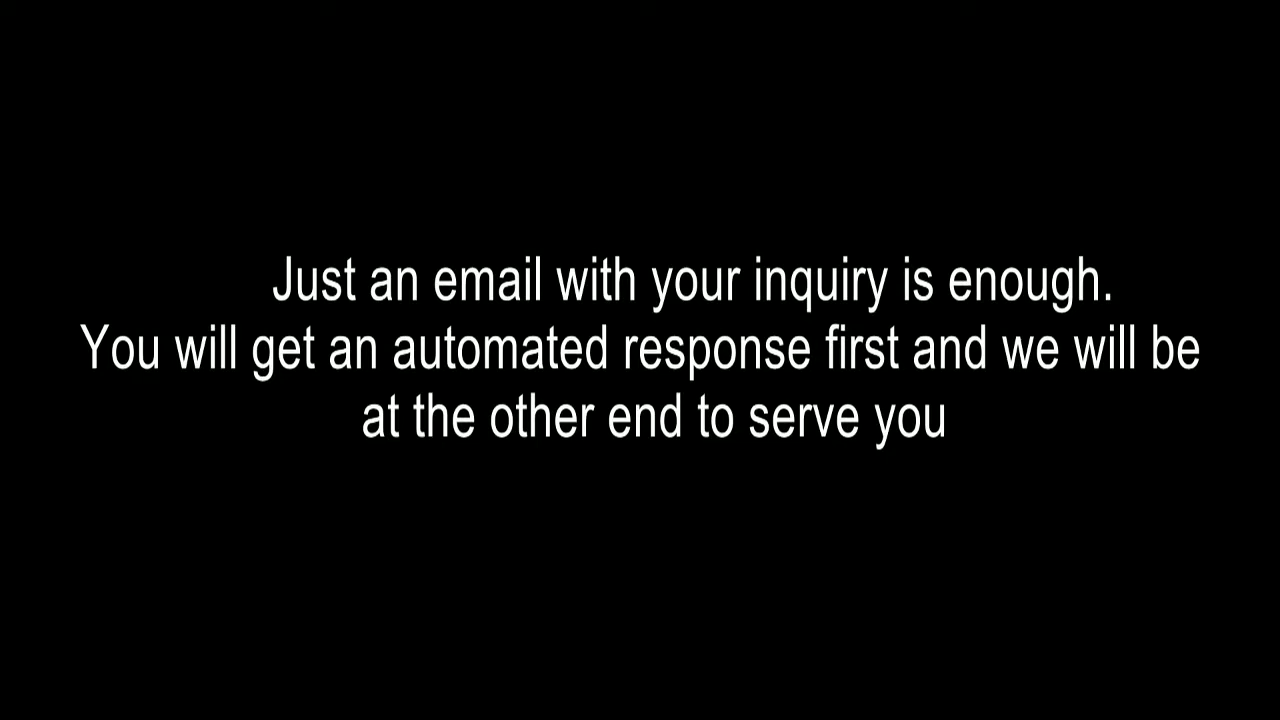 Just an email with your inquiry is enough.
You will get an automated response first and we will be
at the other end to serve you